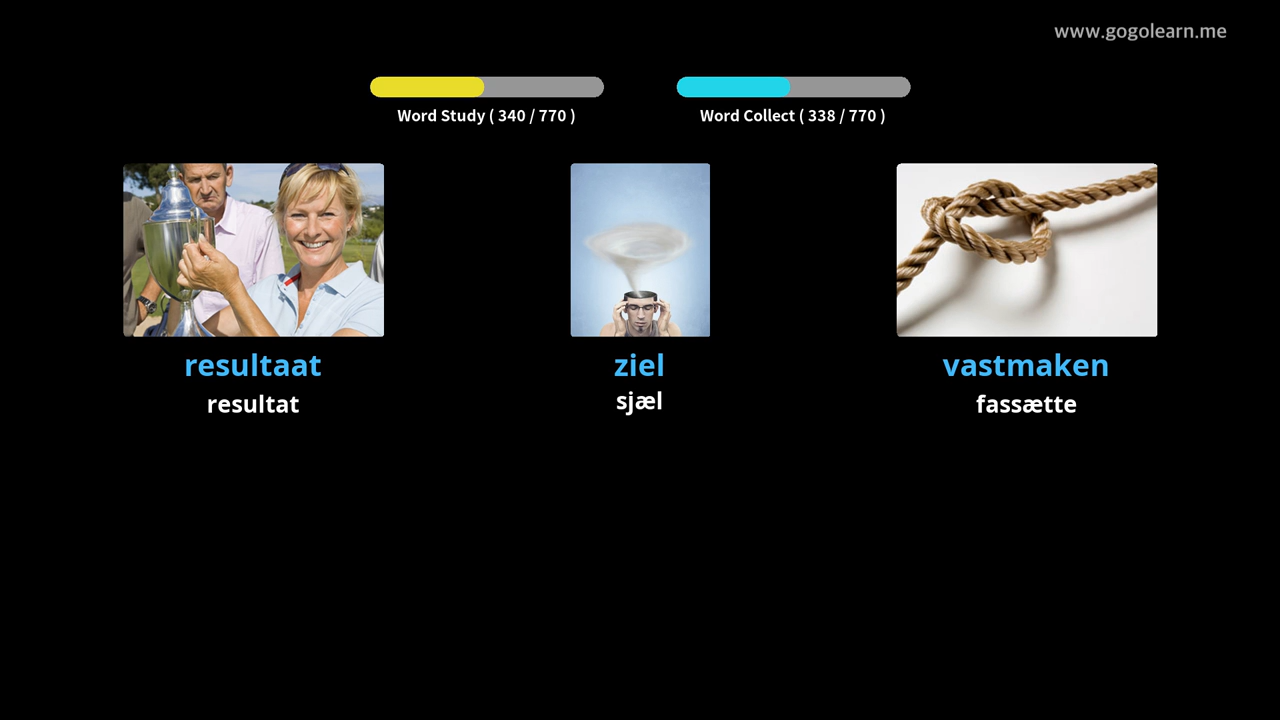 www.gogolearn.me
Word Study ( 340 / 770 )
Word Collect ( 338 / 770 )
resultaat
ziel
vastmaken
resultat
sjæl
fassætte